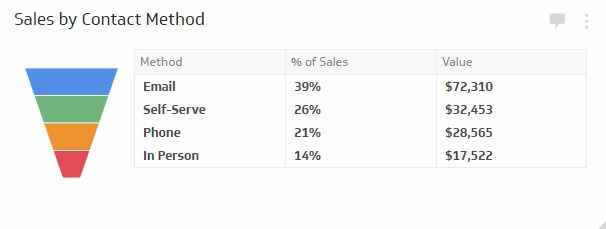 Sales by Contact Method
Method % of Sales Value
Email 39% $72,310
Self-Serve 26% $32,453
Phone 21% $28,565
In Person 14% $17,522